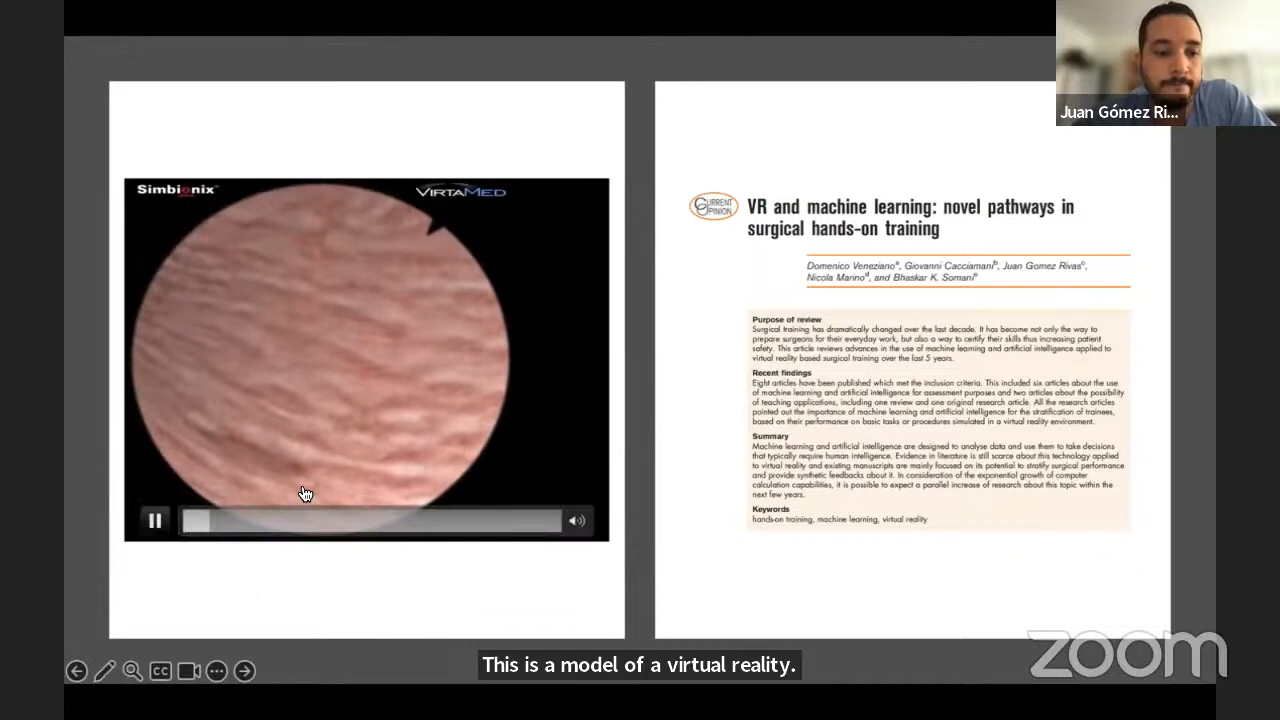 Juan Gómez Ri...
Simbionix
VIRTAMED
CURRENT
OPINION
VR and machine learning: novel pathways in
surgical hands-on training
Domenico Veneziano^a, Giovanni Cacciamani^b, Juan Gomez Rivas^c,
Nicola Marino^d, and Bhaskar K. Somani^e
Purpose of review
Surgical training has dramatically changed over the last decade. It has become not only the way to
prepare surgeons for their everyday work, but also a way to certify their skills thus increasing patient
safety. This article reviews advances in the use of machine learning and artificial intelligence applied to
virtual reality based surgical training over the last 5 years.
Recent findings
Eight articles have been published which met the inclusion criteria. This included six articles about the use
of machine learning and artificial intelligence for assessment purposes and two articles about the possibility
of teaching applications, including one review and one original research article. All the research articles
pointed out the importance of machine learning and artificial intelligence for the stratification of trainees,
based on their performance on basic tasks or procedures simulated in a virtual reality environment.
Summary
Machine learning and artificial intelligence are designed to analyse data and use them to take decisions
that typically require human intelligence. Evidence in literature is still scarce about this technology applied
to virtual reality and existing manuscripts are mainly focused on its potential to stratify surgical performance
and provide synthetic feedbacks about it. In consideration of the exponential growth of computer
calculation capabilities, it is possible to expect a parallel increase of research about this topic within the
next few years.
Keywords
hands-on training, machine learning, virtual reality
CC
This is a model of a virtual reality.
zoom